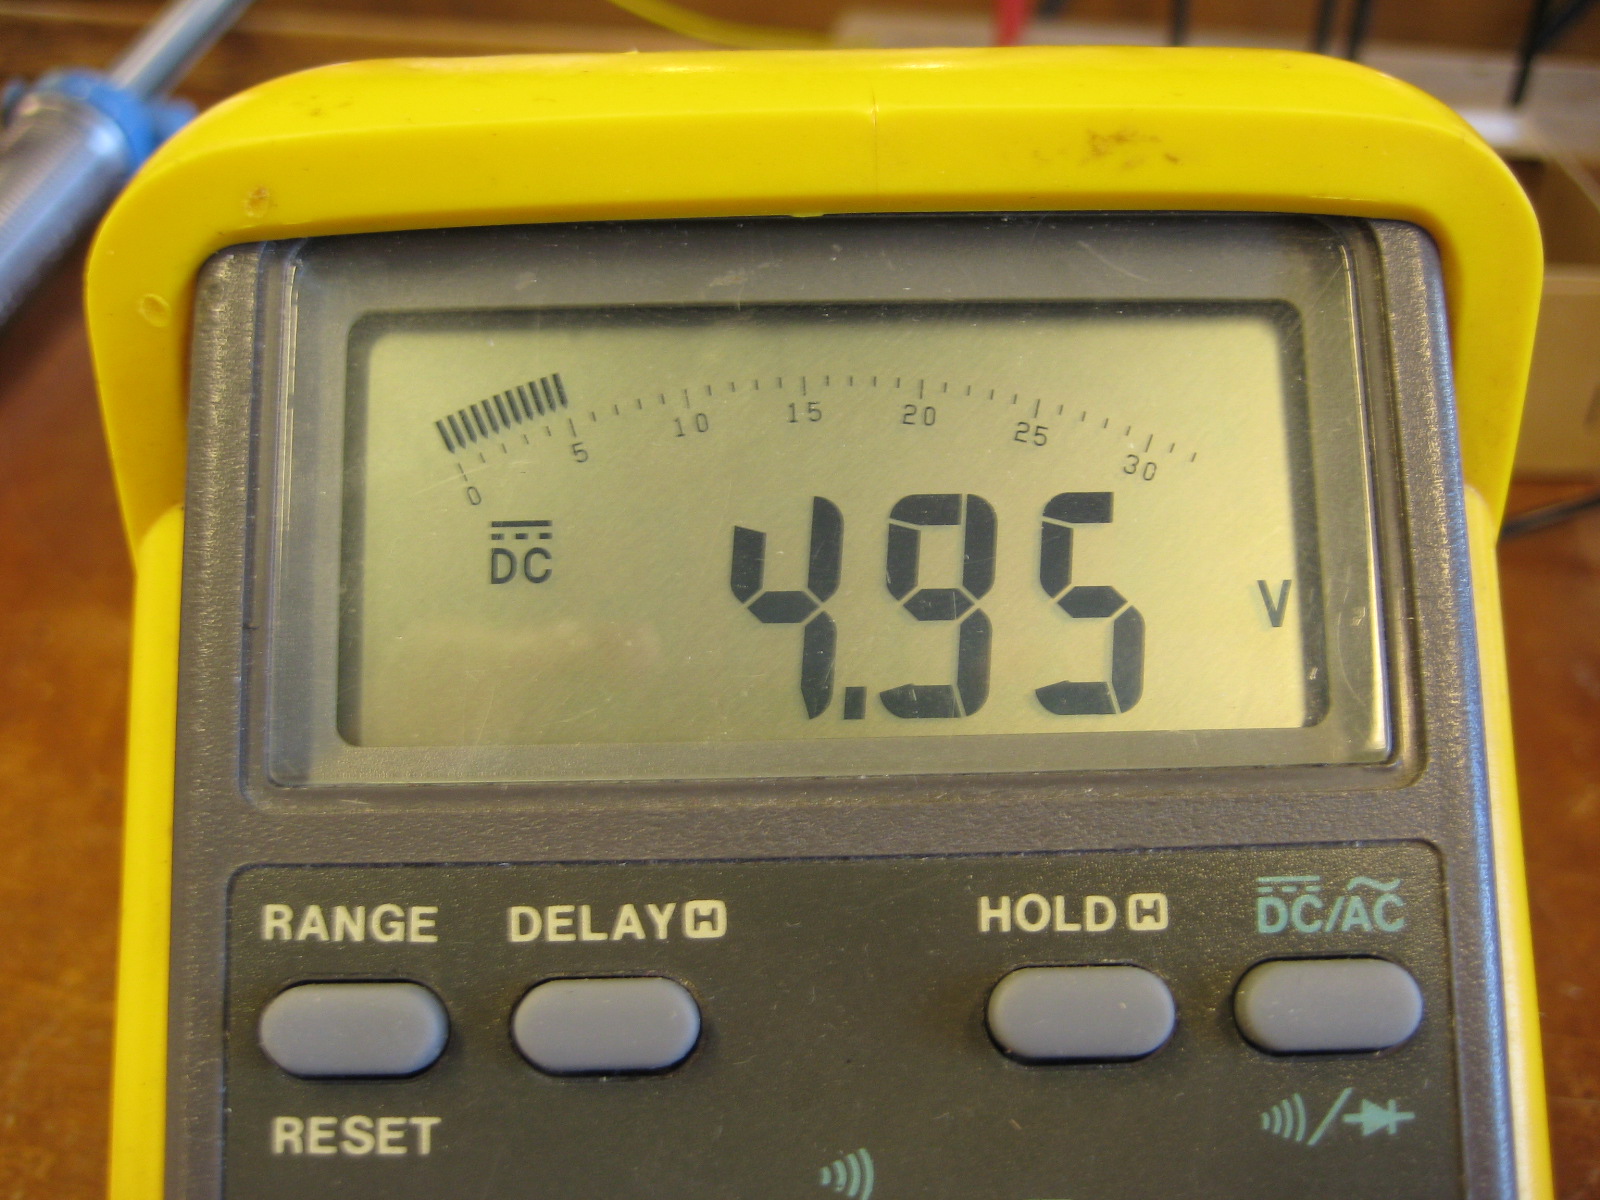 0 5 10 15 20 25 30
DC 4.95 V
RANGE DELAY H HOLD H DC/AC
RESET